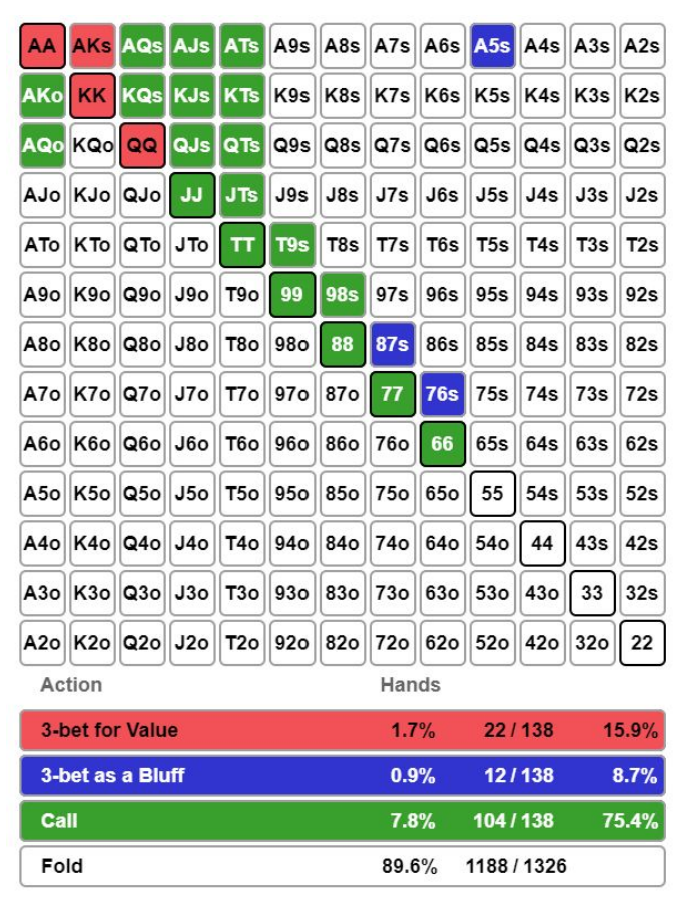 AA AKs AQs AJs ATs A9s A8s A7s A6s A5s A4s A3s A2s
AKo KK KQs KJs KTs K9s K8s K7s K6s K5s K4s K3s K2s
AQo KQo QQ QJs QTs Q9s Q8s Q7s Q6s Q5s Q4s Q3s Q2s
AJo KJo QJo JJ JTs J9s J8s J7s J6s J5s J4s J3s J2s
ATo KTo QTo JTo TT T9s T8s T7s T6s T5s T4s T3s T2s
A9o K9o Q9o J9o T9o 99 98s 97s 96s 95s 94s 93s 92s
A8o K8o Q8o J8o T8o 98o 88 87s 86s 85s 84s 83s 82s
A7o K7o Q7o J7o T7o 97o 87o 77 76s 75s 74s 73s 72s
A6o K6o Q6o J6o T6o 96o 86o 76o 66 65s 64s 63s 62s
A5o K5o Q5o J5o T5o 95o 85o 75o 65o 55 54s 53s 52s
A4o K4o Q4o J4o T4o 94o 84o 74o 64o 54o 44 43s 42s
A3o K3o Q3o J3o T3o 93o 83o 73o 63o 53o 43o 33 32s
A2o K2o Q2o J2o T2o 92o 82o 72o 62o 52o 42o 32o 22
Action Hands
3-bet for Value 1.7% 22 / 138 15.9%
3-bet as a Bluff 0.9% 12 / 138 8.7%
Call 7.8% 104 / 138 75.4%
Fold 89.6% 1188 / 1326